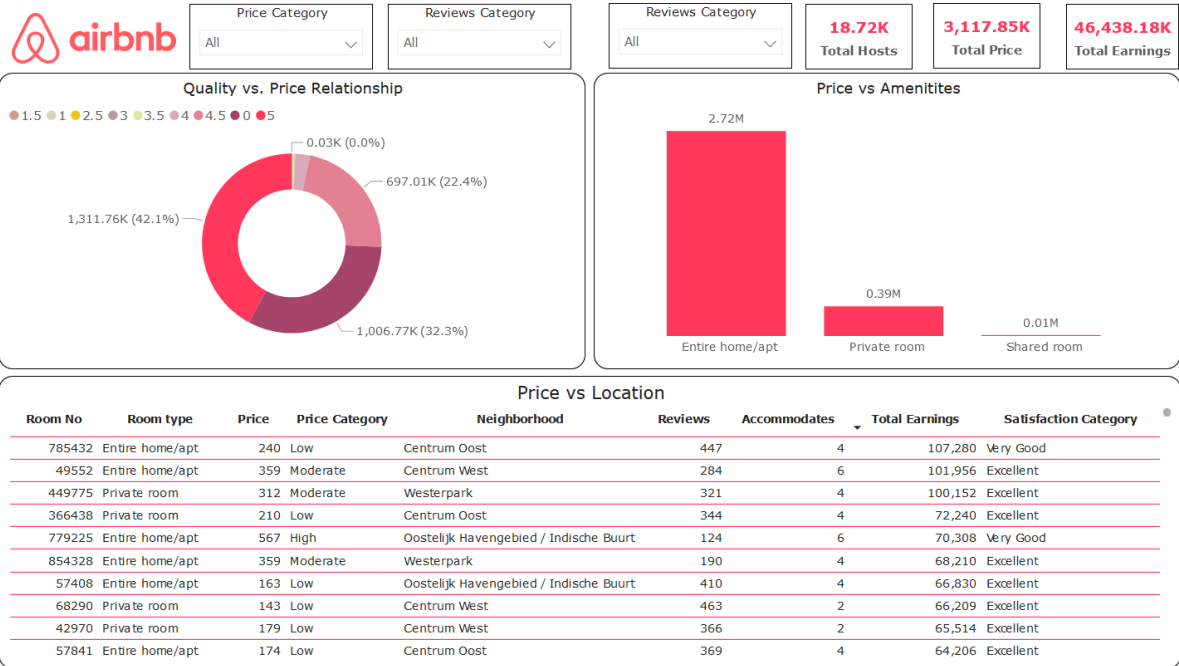 airbnb
Price Category
All
Reviews Category
All
Reviews Category
All
18.72K
Total Hosts
3,117.85K
Total Price
46,438.18K
Total Earnings
Quality vs. Price Relationship
1.5 1 2.5 3 3.5 4 4.5 0 5
0.03K (0.0%)
697.01K (22.4%)
1,311.76K (42.1%)
1,006.77K (32.3%)
Price vs Amenitites
2.72M
0.39M
0.01M
Entire home/apt Private room Shared room
Price vs Location
Room No Room type Price Price Category Neighborhood Reviews Accommodates Total Earnings Satisfaction Category
785432 Entire home/apt 240 Low Centrum Oost 447 4 107,280 Very Good
49552 Entire home/apt 359 Moderate Centrum West 284 6 101,956 Excellent
449775 Private room 312 Moderate Westerpark 321 4 100,152 Excellent
366438 Private room 210 Low Centrum Oost 344 4 72,240 Excellent
779225 Entire home/apt 567 High Oostelijk Havengebied / Indische Buurt 124 6 70,308 Very Good
854328 Entire home/apt 359 Moderate Westerpark 190 4 68,210 Excellent
57408 Entire home/apt 163 Low Oostelijk Havengebied / Indische Buurt 410 4 66,830 Excellent
68290 Private room 143 Low Centrum West 463 2 66,209 Excellent
42970 Private room 179 Low Centrum West 366 2 65,514 Excellent
57841 Entire home/apt 174 Low Centrum Oost 369 4 64,206 Excellent